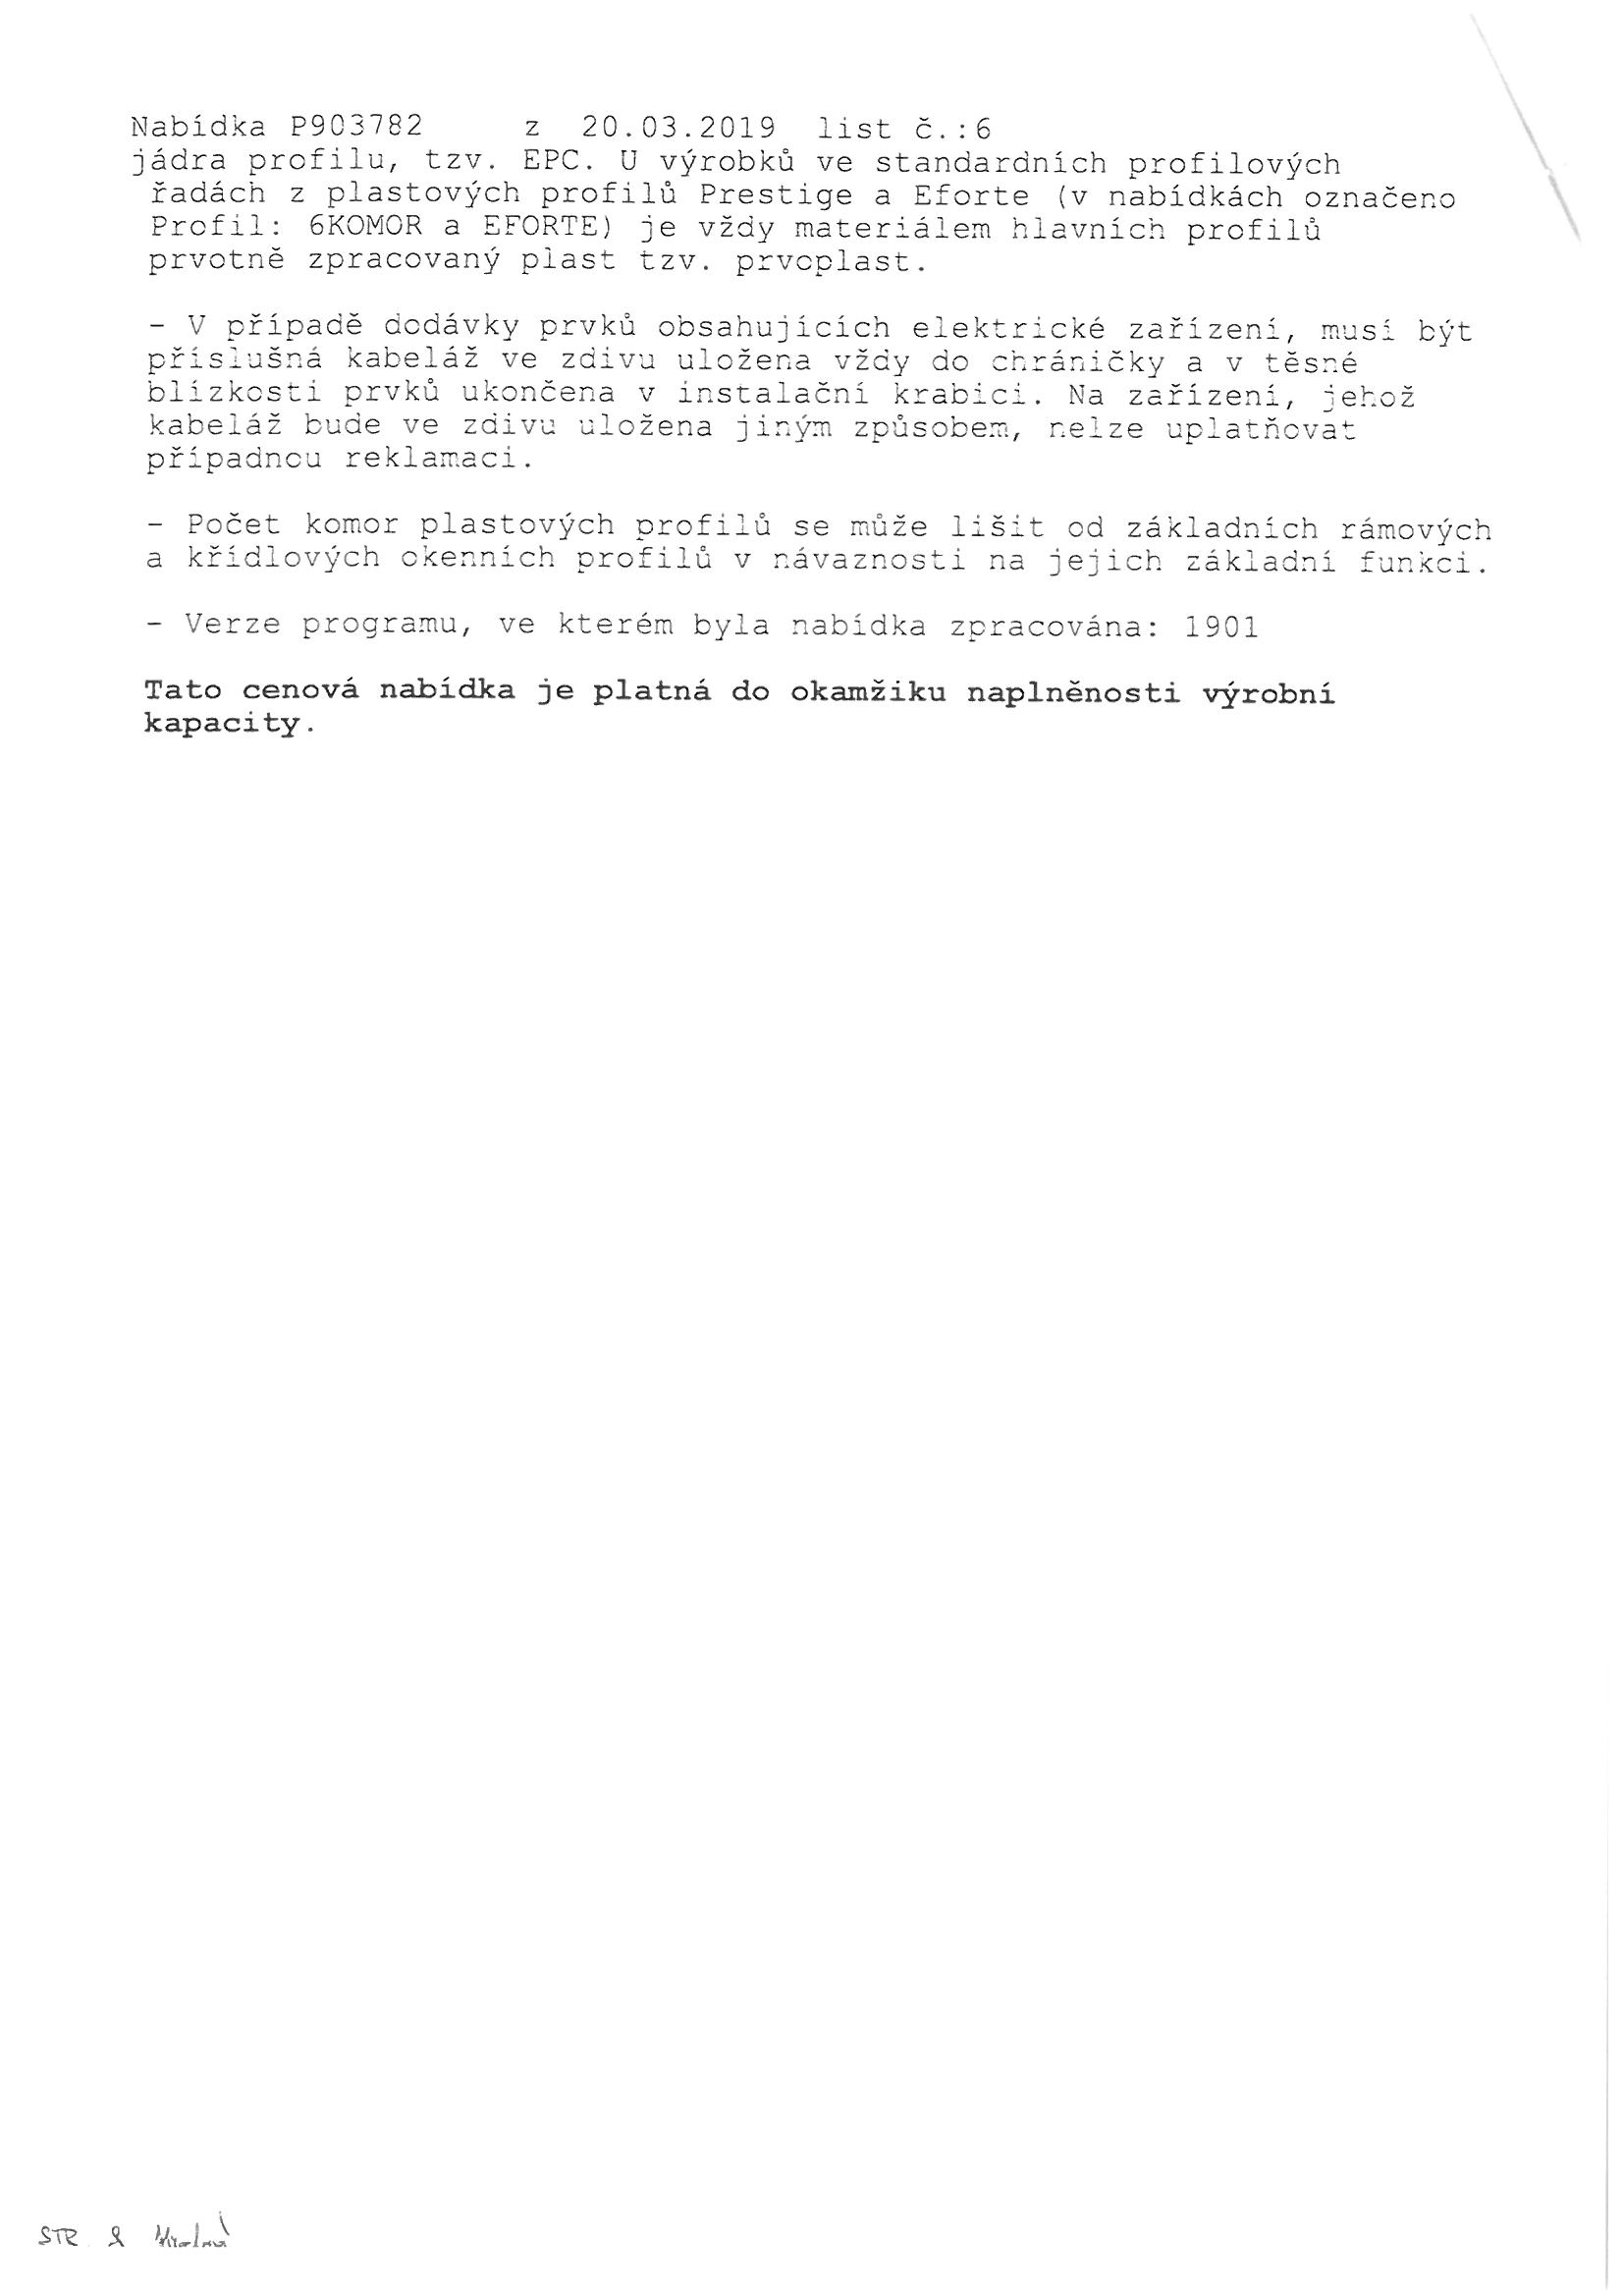 Nabídka P903782 z 20.03.2019 list č.:6
jádra profilu, tzv. EPC. U výrobků ve standardních profilových
řadách z plastových profilů Prestige a Eforte (v nabídkách označeno
Profil: 6KOMOR a EFORTE) je vždy materiálem hlavních profilů
prvotně zpracovaný plast tzv. prvoplast.
- V případě dodávky prvků obsahujících elektrické zařízení, musí být
příslušná kabeláž ve zdivu uložena vždy do chráničky a v těsné
blízkosti prvků ukončena v instalační krabici. Na zařízení, jehož
kabeláž bude ve zdivu uložena jiným způsobem, nelze uplatňovat
případnou reklamaci.
- Počet komor plastových profilů se může lišit od základních rámových
a křídlových okenních profilů v návaznosti na jejich základní funkci.
- Verze programu, ve kterém byla nabídka zpracována: 1901
Tato cenová nabídka je platná do okamžiku naplněnosti výrobní
kapacity.
STR